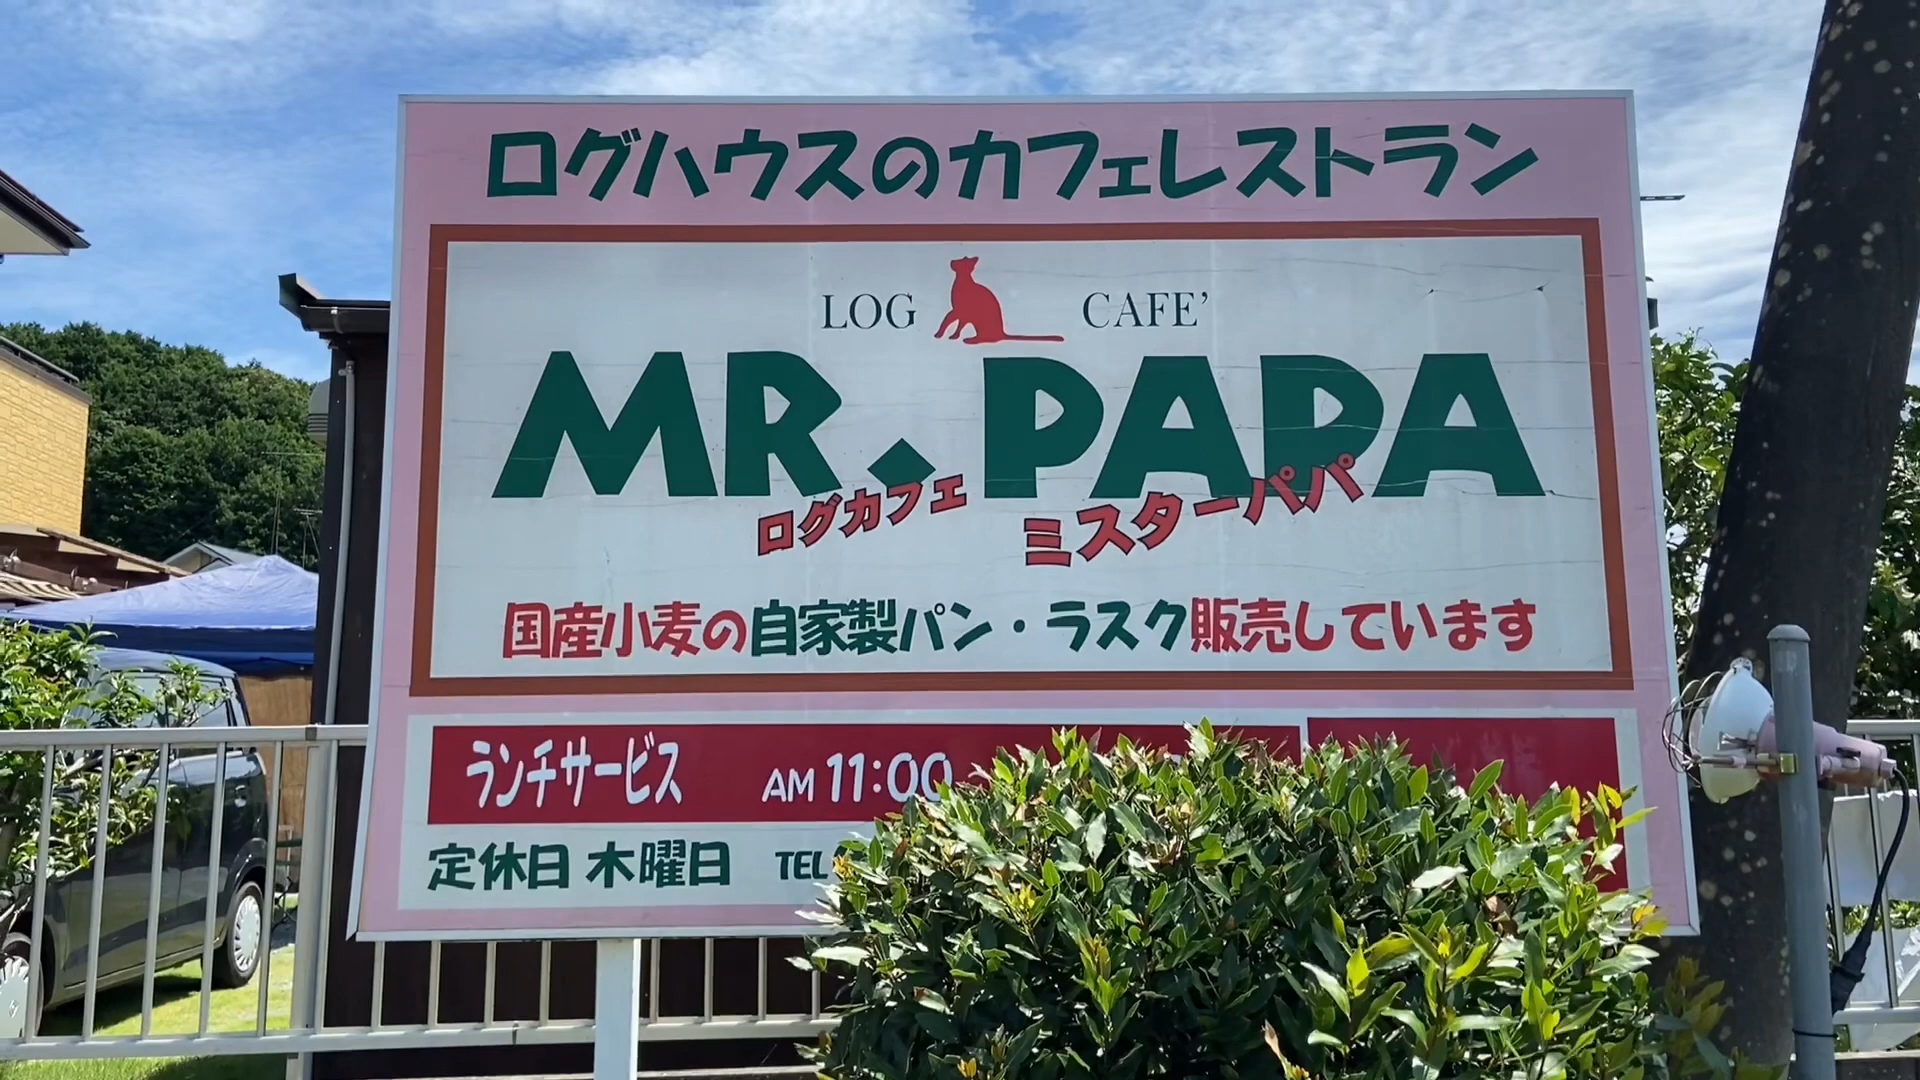 ログハウスのカフェレストラン
LOG CAFE’
MR. PAPA
ログカフェ ミスターパパ
国産小麦の自家製パン・ラスク販売しています
ランチサービス AM 11:00
定休日 木曜日 TEL